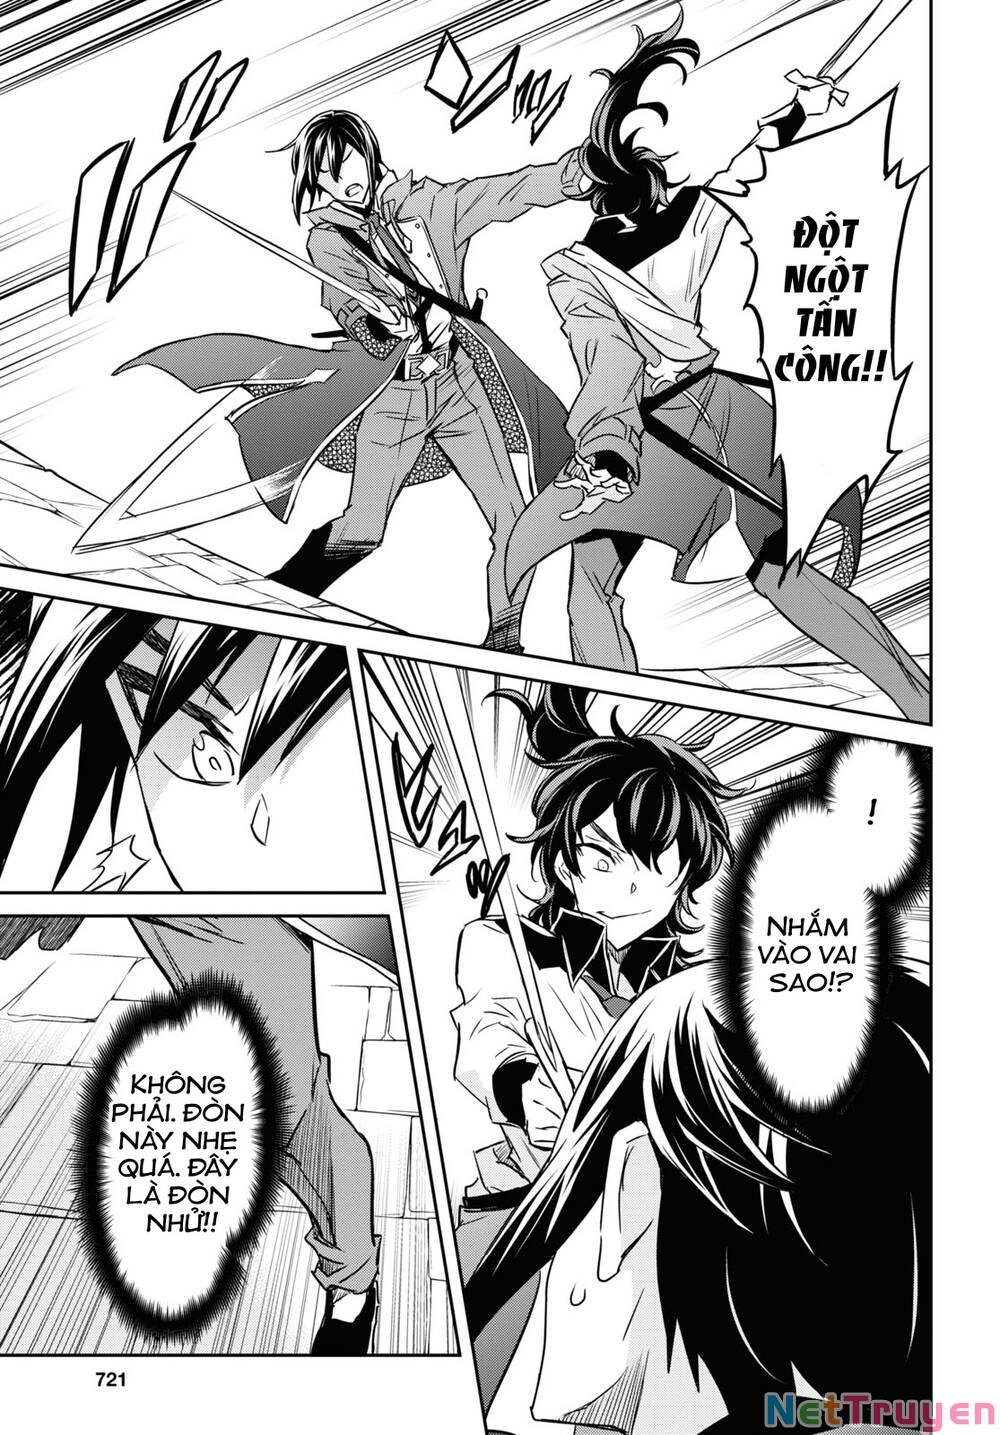 ĐỘT
NGỘT
TẤN
CÔNG!!
!
NHẮM
VÀO VAI
SAO!?
KHÔNG
PHẢI. ĐÒN
NÀY NHẸ
QUÁ. ĐÂY
LÀ ĐÒN
NHỬ!!
721
NetTruyen